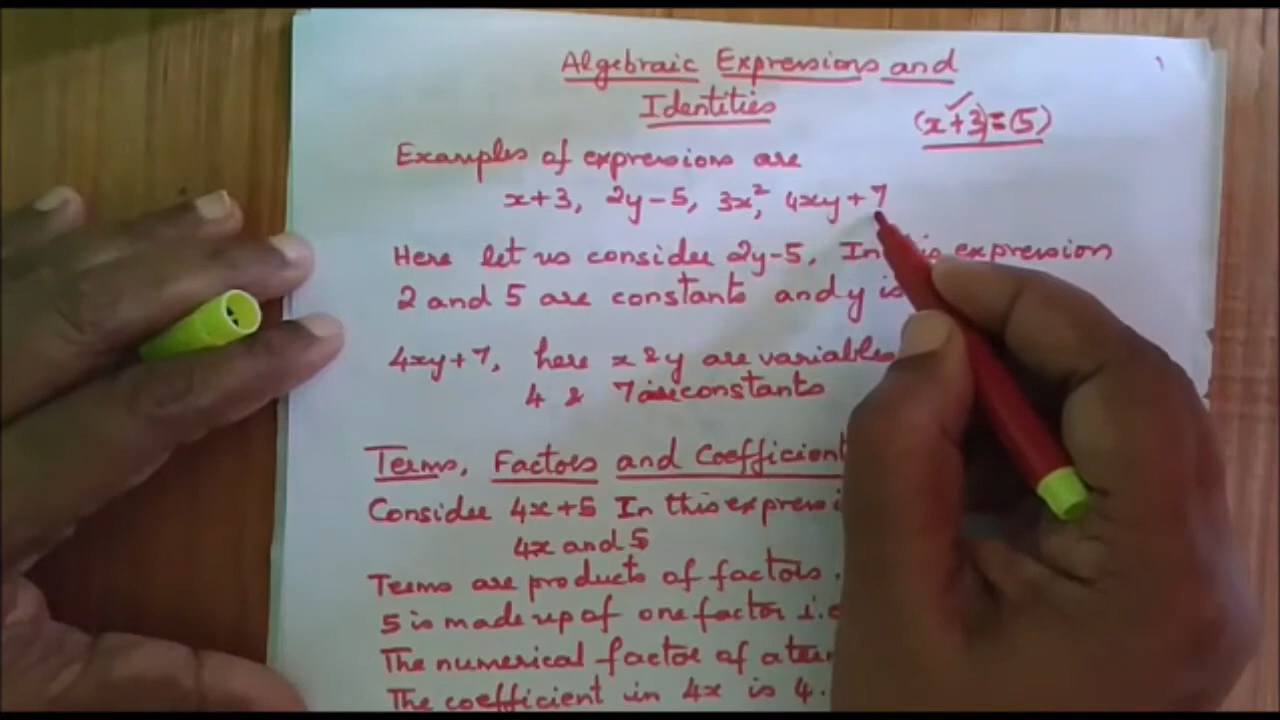 Algebraic Expressions and
Identities
(x+3)=(5)
Examples of expressions are
x+3, 2y-5, 3x², 4xy+7
Here let us consider 2y-5, In expression
2 and 5 are constants and y is
4xy+7, here x & y are variables
4 & 7 are constants
Terms, Factors and Coefficient
Consider 4x+5 In this
4x and 5
Terms are products of factors.
5 is made up of one factor
The numerical factor of a
The coefficient in 4x is 4.